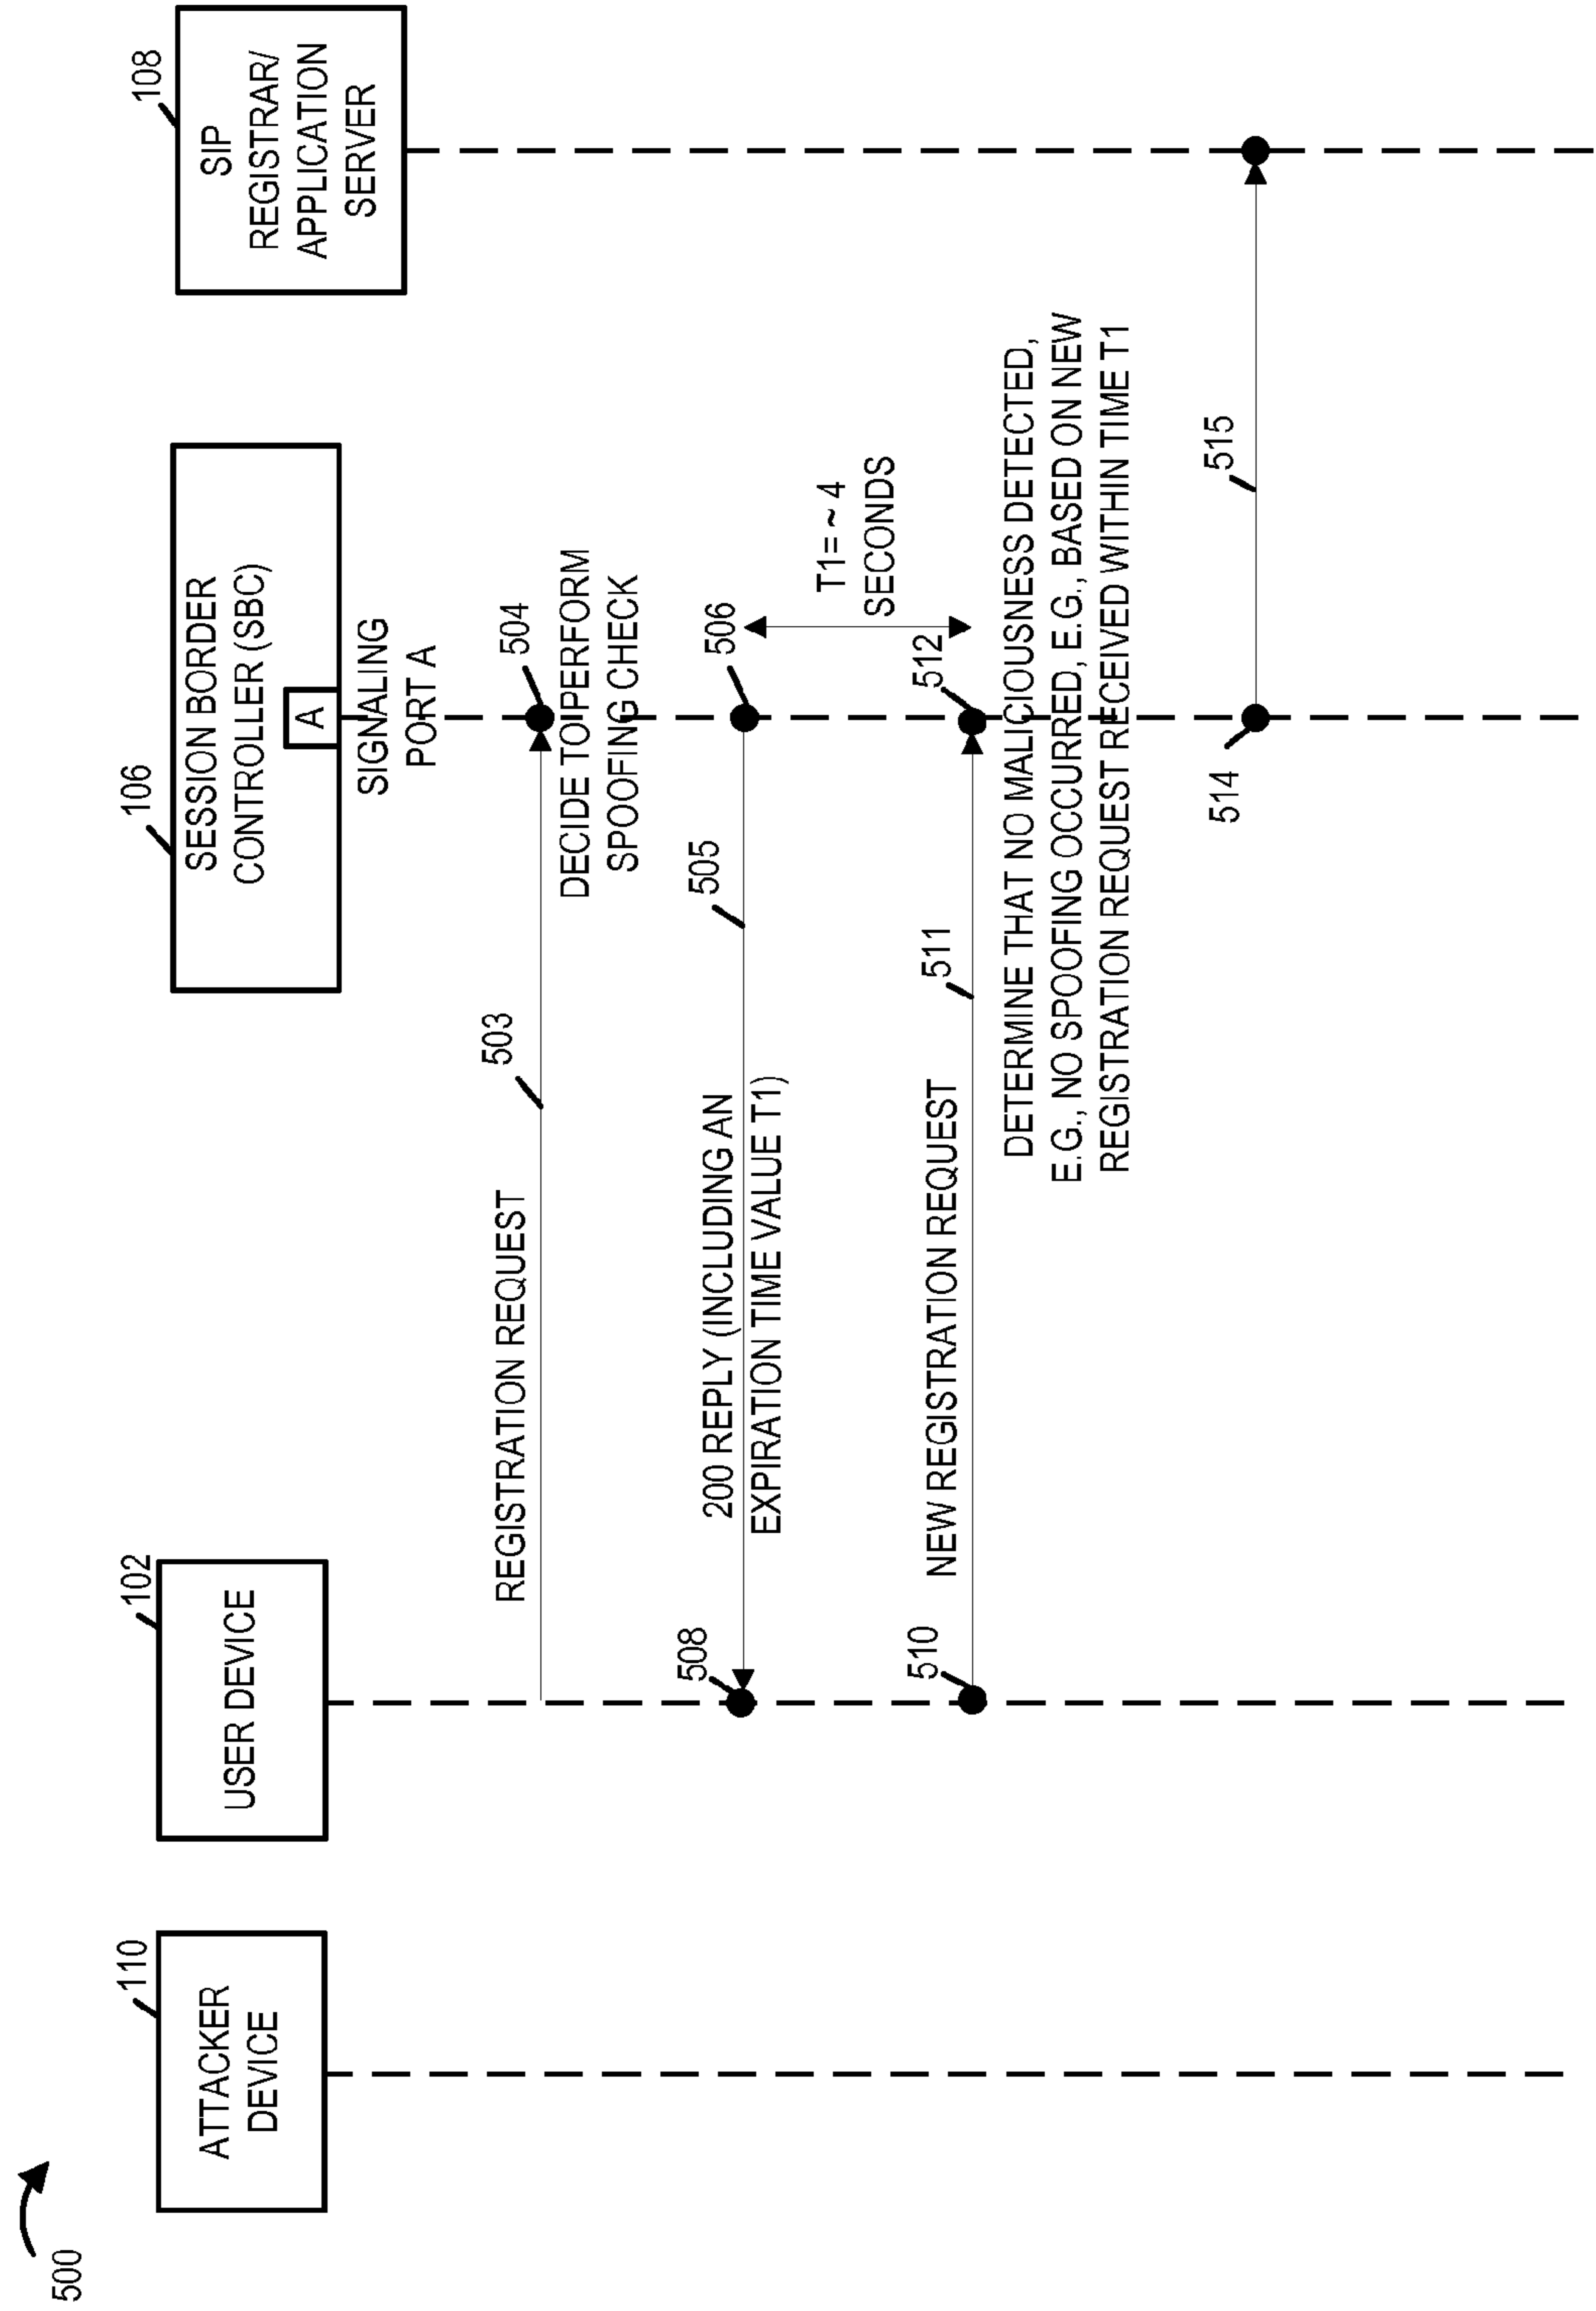 500
110
ATTACKER
DEVICE
102
USER DEVICE
106
SESSION BORDER
CONTROLLER (SBC)
A
SIGNALING
PORT A
108
SIP
REGISTRAR/
APPLICATION
SERVER
REGISTRATION REQUEST
503
504
DECIDE TO PERFORM
SPOOFING CHECK
508
200 REPLY (INCLUDING AN
EXPIRATION TIME VALUE T1)
505
506
T1= ~ 4
SECONDS
510
NEW REGISTRATION REQUEST
511
512
DETERMINE THAT NO MALICIOUSNESS DETECTED,
E.G., NO SPOOFING OCCURRED, E.G., BASED ON NEW
REGISTRATION REQUEST RECEIVED WITHIN TIME T1
514
515